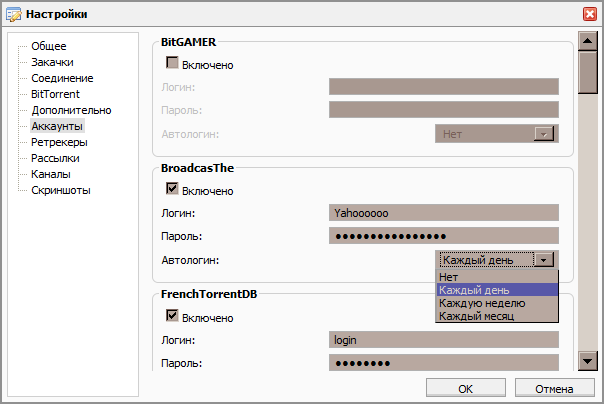 Настройки
Общее
Закачки
Соединение
BitTorrent
Дополнительно
Аккаунты
Ретрекеры
Рассылки
Каналы
Скриншоты
BitGAMER
Включено
Логин:
Пароль:
Автологин: Нет
BroadcasThe
Включено
Логин: Yahoooooo
Пароль: ●●●●●●●●●●●●●●●●
Автологин: Каждый день
Нет
Каждый день
Каждую неделю
Каждый месяц
FrenchTorrentDB
Включено
Логин: login
Пароль: ●●●●●●●●
OK Отмена